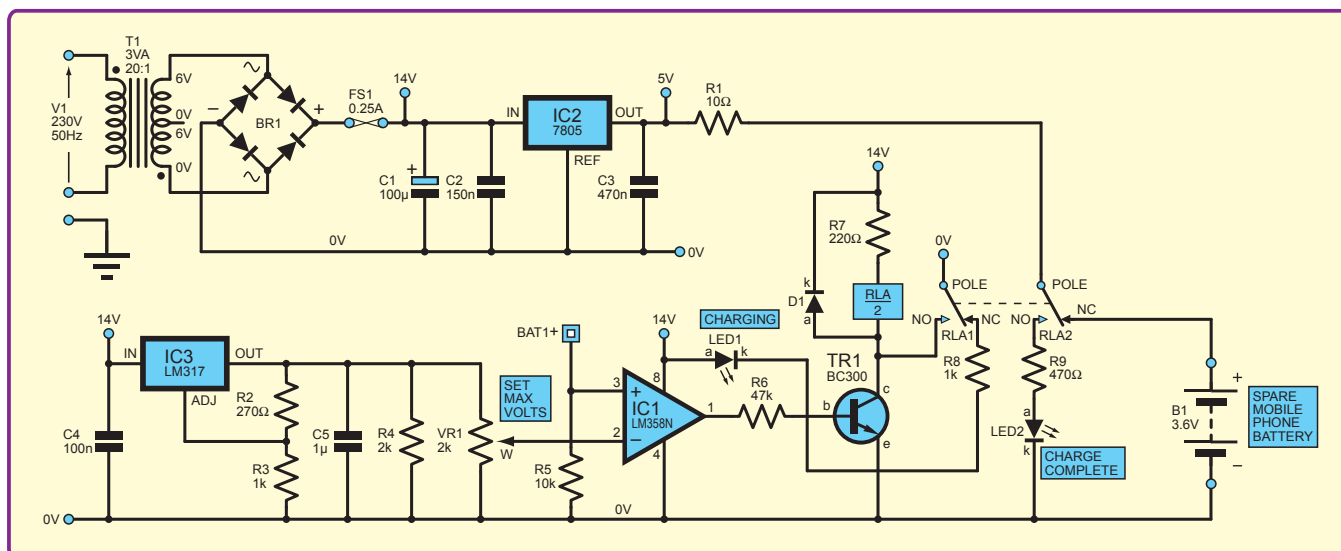 T1
3VA
20:1
V1
230V
50Hz
6V
0V
6V
0V
BR1
–
+
FS1
0.25A
14V
C1
100µ
+
C2
150n
IN
IC2
7805
OUT
REF
C3
470n
5V
R1
10Ω
0V
0V
14V
R7
220Ω
k
D1
a
RLA
2
0V
POLE
NO
NC
RLA1
POLE
NO
NC
RLA2
R8
1k
R9
470Ω
a
LED2
k
CHARGE
COMPLETE
B1
3.6V
+
–
SPARE
MOBILE
PHONE
BATTERY
14V
IN
IC3
LM317
OUT
ADJ
C4
100n
R2
270Ω
R3
1k
C5
1µ
R4
2k
VR1
2k
W
SET
MAX
VOLTS
BAT1+
R5
10k
3
+
2
–
IC1
LM358N
8
4
1
14V
CHARGING
LED1
a
k
R6
47k
TR1
BC300
b
c
e
0V
0V